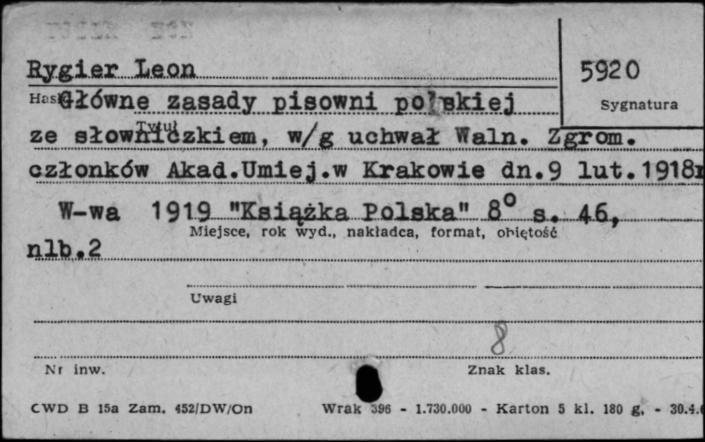 Rygier Leon
5920
Hasło
Główne zasady pisowni polskiej
Sygnatura
Tytuł
ze słowniczkiem, w/g uchwał Waln. Zgrom.
członków Akad.Umiej.w Krakowie dn.9 lut.1918r
W-wa 1919 "Książka Polska" 8° s. 46,
Miejsce, rok wyd., nakładca, format, objętość
nlb.2
Uwagi
8
Nr inw.
Znak klas.
CWD B 15a Zam. 452/DW/On
Wrak 396 - 1.730.000 - Karton 5 kl. 180 g. - 30.4.